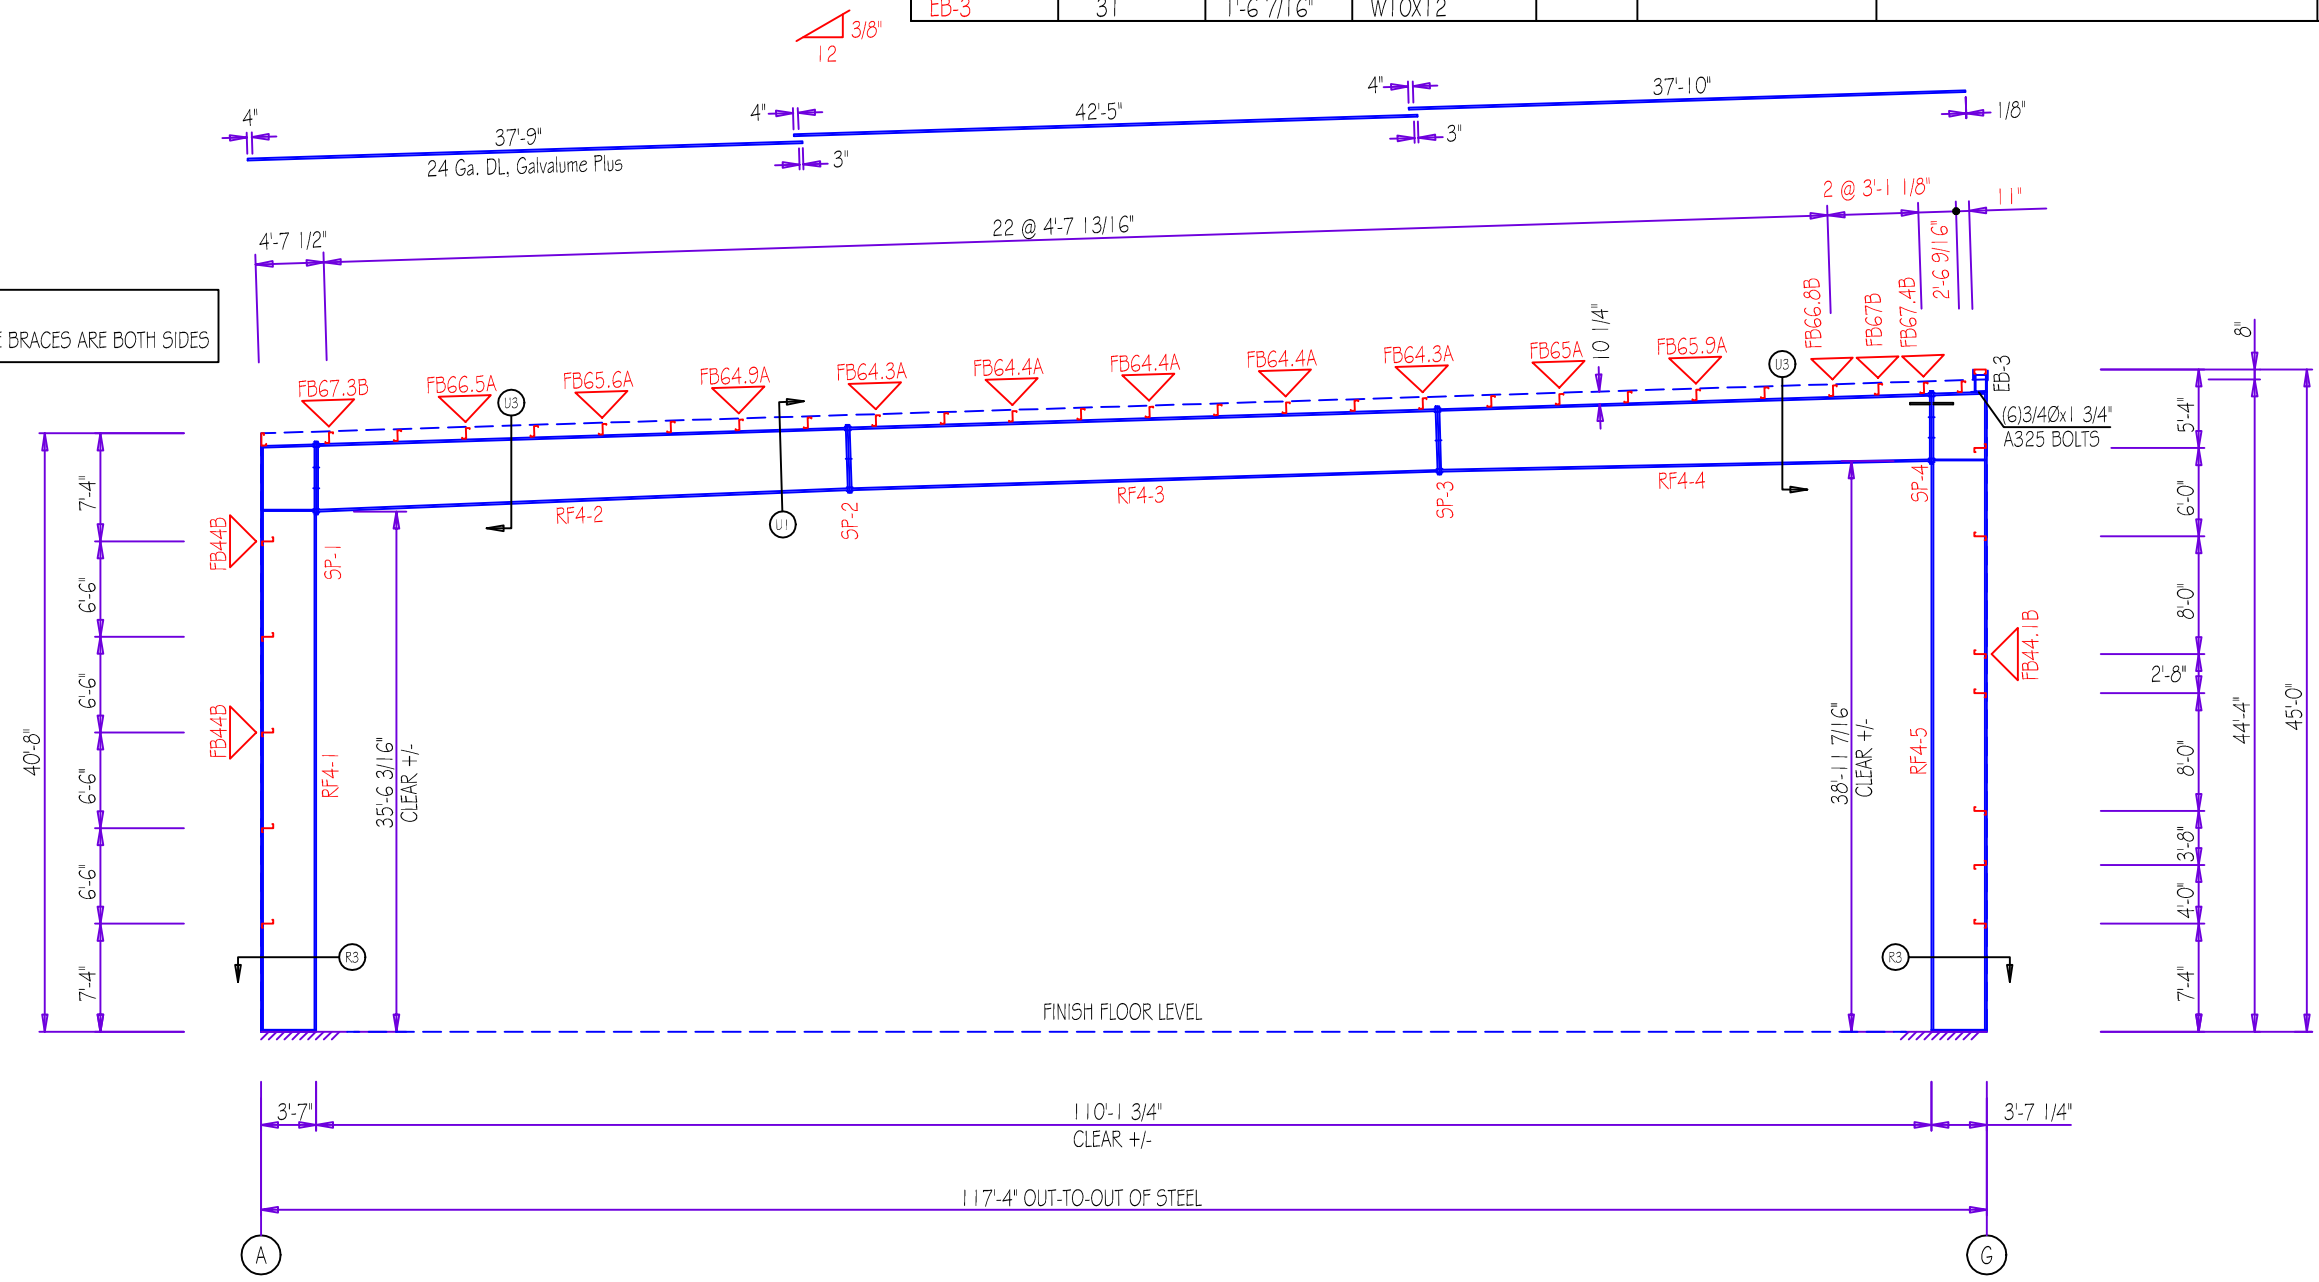 EB-3 31 1'-6 7/16" W10X12
3/8"
12
4" 37'-9" 4" 42'-5" 4" 37'-10" 1/8"
24 Ga. DL, Galvalume Plus 3" 3"
4'-7 1/2" 22 @ 4'-7 13/16" 2 @ 3'-1 1/8" 11"
2'-6 9/16"
BRACES ARE BOTH SIDES
FB67.3B FB66.5A FB65.6A FB64.9A FB64.3A FB64.4A FB64.4A FB64.4A FB64.3A FB65A FB65.9A FB66.8B FB67B FB67.4B
10 1/4"
U3 U1 U3
EB-3
(6)3/4Øx1 3/4"
A325 BOLTS
RF4-2 RF4-3 RF4-4
SP-1 SP-2 SP-3 SP-4
FB44B
FB44B
FB44.1B
RF4-1
RF4-5
40'-8"
7'-4"
6'-6"
6'-6"
6'-6"
6'-6"
7'-4"
35'-6 3/16"
CLEAR +/-
38'-11 7/16"
CLEAR +/-
8"
5'-4"
6'-0"
8'-0"
2'-8"
8'-0"
3'-8"
4'-0"
7'-4"
44'-4"
45'-0"
R3 R3
FINISH FLOOR LEVEL
3'-7" 110'-1 3/4" 3'-7 1/4"
CLEAR +/-
117'-4" OUT-TO-OUT OF STEEL
A G